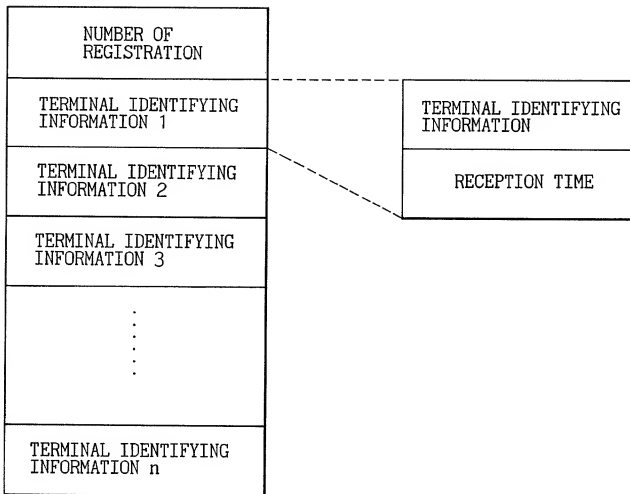 NUMBER OF
REGISTRATION
TERMINAL IDENTIFYING
INFORMATION 1
TERMINAL IDENTIFYING
INFORMATION 2
TERMINAL IDENTIFYING
INFORMATION 3
TERMINAL IDENTIFYING
INFORMATION n
TERMINAL IDENTIFYING
INFORMATION
RECEPTION TIME